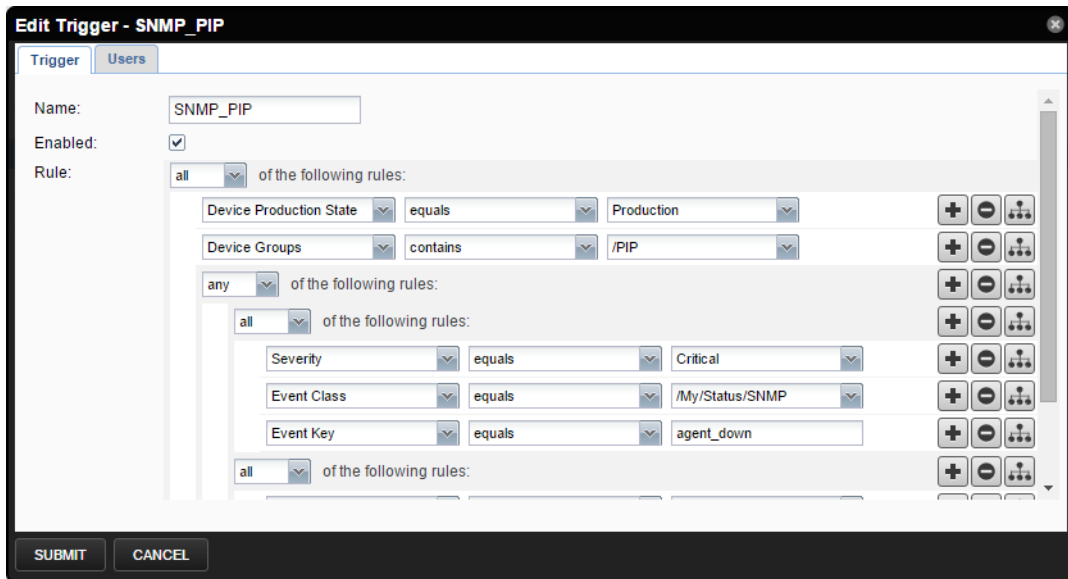 Edit Trigger - SNMP_PIP
Trigger Users
Name: SNMP_PIP
Enabled:
Rule: all of the following rules:
Device Production State equals Production
Device Groups contains /PIP
any of the following rules:
all of the following rules:
Severity equals Critical
Event Class equals /My/Status/SNMP
Event Key equals agent_down
all of the following rules:
SUBMIT CANCEL